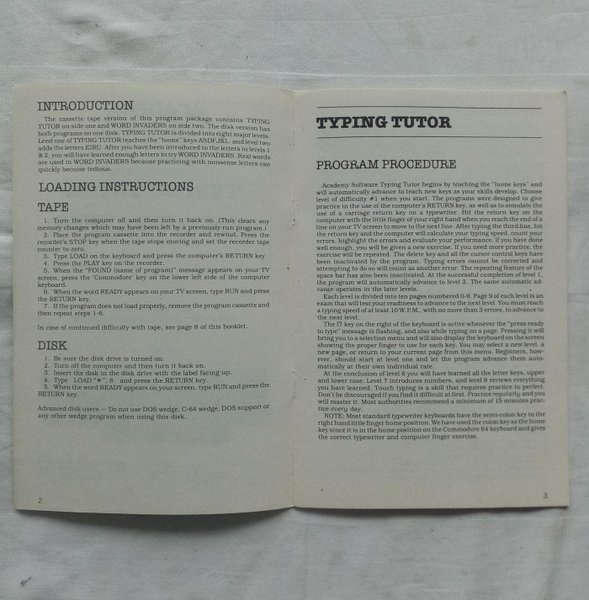 INTRODUCTION
The cassette tape version of this program package contains TYPING
TUTOR on side one and WORD INVADERS on side two. The disk version has
both programs on one disk. TYPING TUTOR is divided into eight major levels.
Level one of TYPING TUTOR teaches the "home" keys ASDF JKL: and level two
adds the letters EIRU. After you have been introduced to the letters in levels 1
& 2, you will have learned enough letters to try WORD INVADERS. Real words
are used in WORD INVADERS because practicing with nonsense letters can
quickly become tedious.
LOADING INSTRUCTIONS
TAPE
1. Turn the computer off and then turn it back on. (This clears any
memory changes which may have been left by a previously run program.)
2. Place the program cassette into the recorder and rewind. Press the
recorder's STOP key when the tape stops moving and set the recorder tape
counter to zero.
3. Type LOAD on the keyboard and press the computer's RETURN key.
4. Press the PLAY key on the recorder.
5. When the "FOUND (name of program)" message appears on your TV
screen, press the 'Commodore' key on the lower left side of the computer
keyboard.
6. When the word READY appears on your TV screen, type RUN and press
the RETURN key.
7. If the program does not load properly, remove the program cassette and
then repeat steps 1-6.
In case of continued difficulty with tape, see page 8 of this booklet.
DISK
1. Be sure the disk drive is turned on.
2. Turn off the computer and then turn it back on.
3. Insert the disk in the disk drive with the label facing up.
4. Type LOAD "*", 8 and press the RETURN key.
5. When the word READY appears on your screen, type RUN and press the
RETURN key.
Advanced disk users — Do not use DOS wedge, C-64 wedge, DOS support or
any other wedge program when using this disk.
2
TYPING TUTOR
PROGRAM PROCEDURE
Academy Software Typing Tutor begins by teaching the "home keys" and
will automatically advance to teach new keys as your skills develop. Choose
level of difficulty #1 when you start. The programs were designed to give
practice in the use of the computer's RETURN key, as well as to simulate the
use of a carriage return key on a typewriter. Hit the return key on the
computer with the little finger of your right hand when you reach the end of a
line on your TV screen to move to the next line. After typing the third line, hit
the return key and the computer will calculate your typing speed, count your
errors, highlight the errors and evaluate your performance. If you have done
well enough, you will be given a new exercise. If you need more practice, the
exercise will be repeated. The delete key and all the cursor control keys have
been inactivated by the program. Typing errors cannot be corrected and
attempting to do so will count as another error. The repeating feature of the
space bar has also been inactivated. At the successful completion of level 1,
the program will automatically advance to level 2. The same automatic ad-
vance operates in the later levels.
Each level is divided into ten pages numbered 0-9. Page 9 of each level is an
exam that will test your readiness to advance to the next level. You must reach
a typing speed of at least 10 W.P.M., with no more than 3 errors, to advance to
the next level.
The f7 key on the right of the keyboard is active whenever the "press ready
to type" message is flashing, and also while typing on a page. Pressing it will
bring you to a selection menu and will also display the keyboard on the screen
showing the proper finger to use for each key. You may select a new level, a
new page, or return to your current page from this menu. Beginners, how-
ever, should start at level one and let the program advance them auto-
matically at their own individual rate.
At the conclusion of level 6 you will have learned all the letter keys, upper
and lower case. Level 7 introduces numbers, and level 8 reviews everything
you have learned. Touch typing is a skill that requires practice to perfect.
Don't be discouraged if you find it difficult at first. Practice regularly and you
will master it. Most authorities recommend a minimum of 15 minutes prac-
tice every day.
NOTE: Most standard typewriter keyboards have the semi-colon key in the
right hand little finger home position. We have used the colon key as the home
key since it is in the home position on the Commodore 64 keyboard and gives
the correct typewriter and computer finger exercise.
3